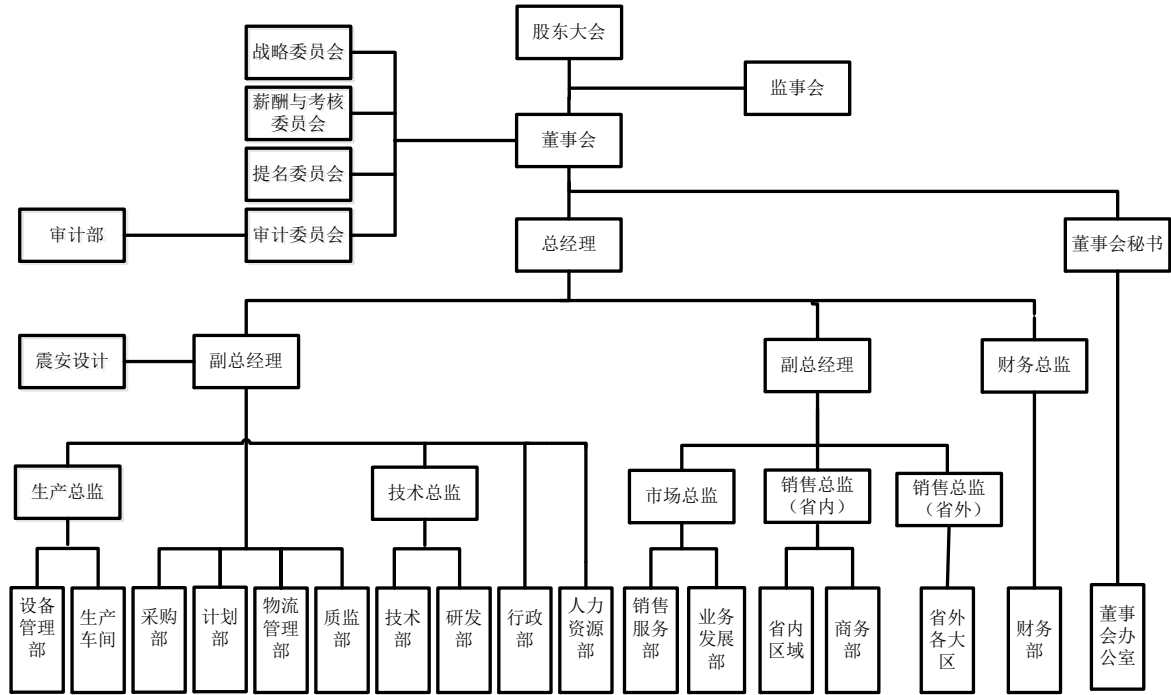 股东大会
战略委员会
监事会
薪酬与考核
委员会
董事会
提名委员会
审计部
审计委员会
总经理
董事会秘书
震安设计
副总经理
副总经理
财务总监
生产总监
技术总监
市场总监
销售总监
（省内）
销售总监
（省外）
设备
管理
部
生产
车间
采购
部
计划
部
物流
管理
部
质监
部
技术
部
研发
部
行政
部
人力
资源
部
销售
服务
部
业务
发展
部
省内
区域
商务
部
省外
各大
区
财务
部
董事
会办
公室